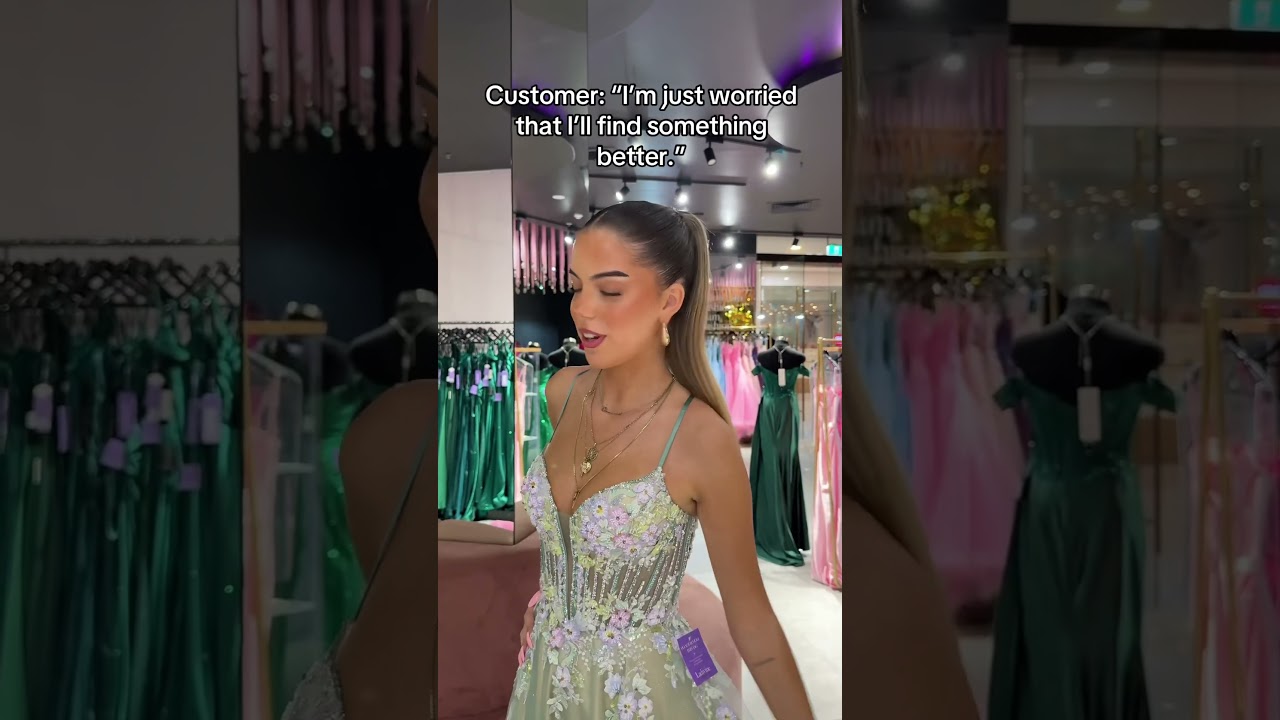 Customer: “I’m just worried
that I’ll find something
better.”